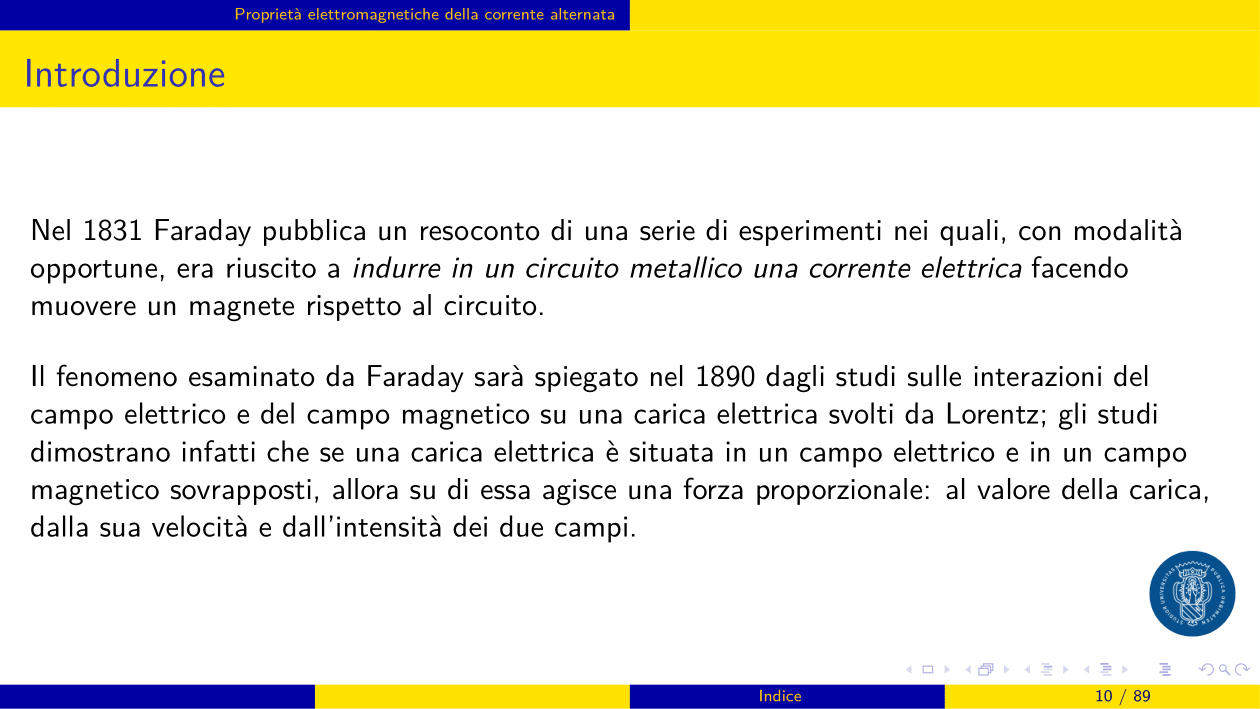 Proprietà elettromagnetiche della corrente alternata
Introduzione
Nel 1831 Faraday pubblica un resoconto di una serie di esperimenti nei quali, con modalità
opportune, era riuscito a indurre in un circuito metallico una corrente elettrica facendo
muovere un magnete rispetto al circuito.
Il fenomeno esaminato da Faraday sarà spiegato nel 1890 dagli studi sulle interazioni del
campo elettrico e del campo magnetico su una carica elettrica svolti da Lorentz; gli studi
dimostrano infatti che se una carica elettrica è situata in un campo elettrico e in un campo
magnetico sovrapposti, allora su di essa agisce una forza proporzionale: al valore della carica,
dalla sua velocità e dall'intensità dei due campi.
Indice
10 / 89